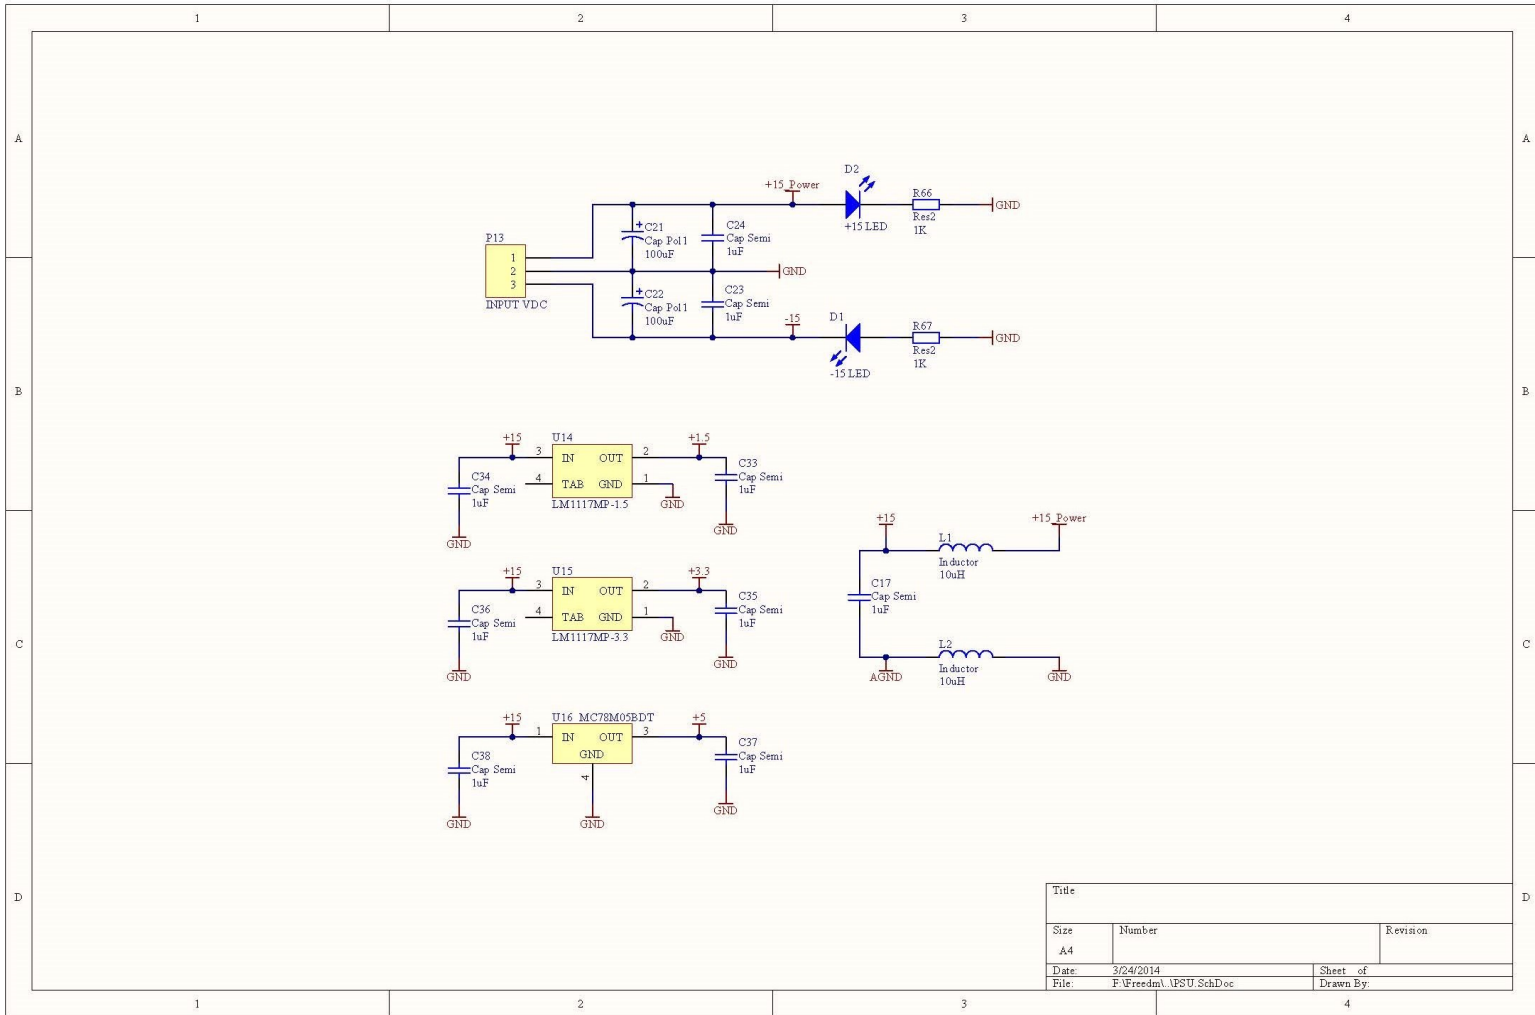 1 2 3 4
A A
D2
+15_Power
R66
GND
Res2
+15 LED
1K
C21
Cap Pol1
100uF
C24
Cap Semi
1uF
P13
1
2
3
INPUT VDC
GND
C22
Cap Pol1
100uF
C23
Cap Semi
1uF
-15
D1
R67
GND
Res2
1K
-15 LED
B B
+15
U14
+1.5
3 IN OUT 2
4 TAB GND 1
LM1117MP-1.5
C34
Cap Semi
1uF
GND
GND
C33
Cap Semi
1uF
GND
+15
+15_Power
L1
Inductor
10uH
C17
Cap Semi
1uF
L2
Inductor
10uH
AGND
GND
+15
U15
+3.3
3 IN OUT 2
4 TAB GND 1
LM1117MP-3.3
C36
Cap Semi
1uF
GND
GND
C35
Cap Semi
1uF
GND
C C
+15
U16 MC78M05BDT
+5
1 IN OUT 3
GND
4
C38
Cap Semi
1uF
GND
GND
C37
Cap Semi
1uF
GND
D D
Title
Size
A4
Number
Revision
Date: 3/24/2014
Sheet of
File: F:\Freedm\..\PSU.SchDoc
Drawn By:
1 2 3 4